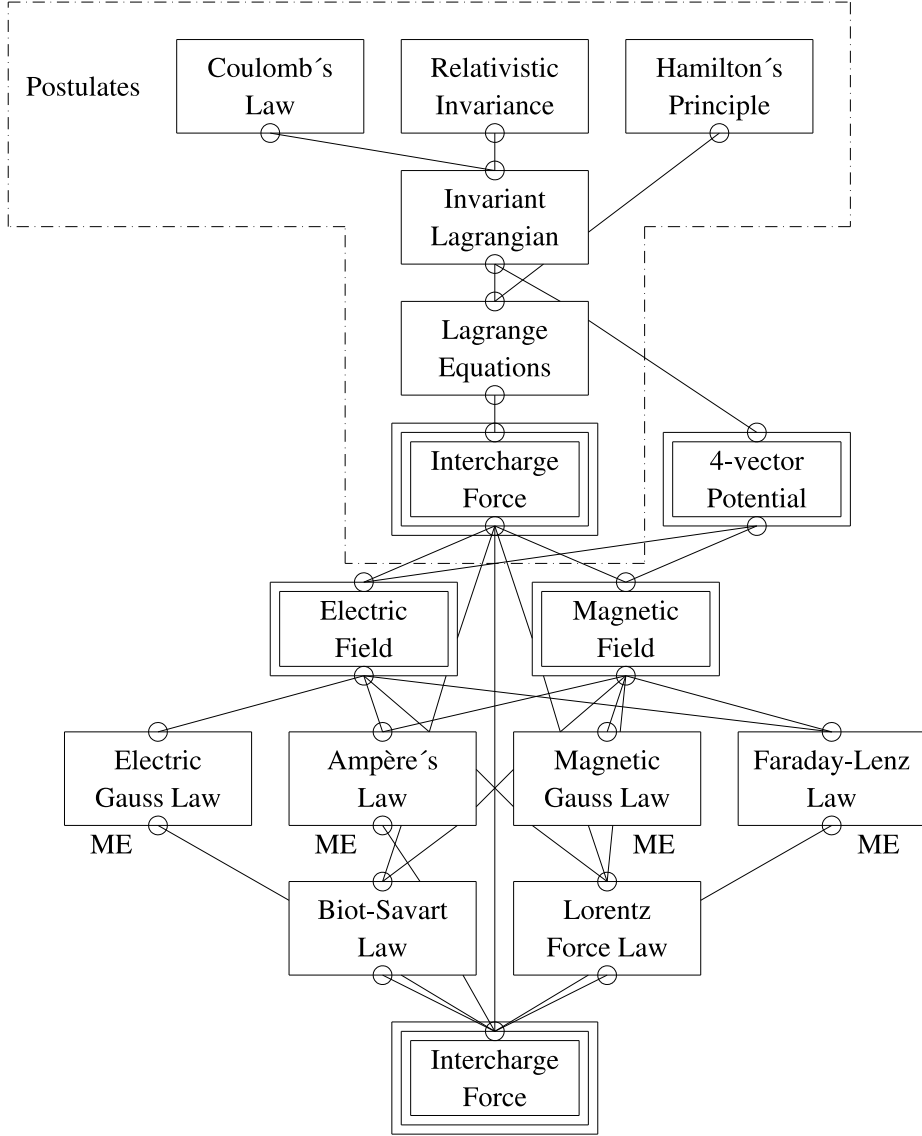 Postulates
Coulomb´s
Law
Relativistic
Invariance
Hamilton´s
Principle
Invariant
Lagrangian
Lagrange
Equations
Intercharge
Force
4-vector
Potential
Electric
Field
Magnetic
Field
Electric
Gauss Law
ME
Ampère´s
Law
ME
Magnetic
Gauss Law
ME
Faraday-Lenz
Law
ME
Biot-Savart
Law
Lorentz
Force Law
Intercharge
Force